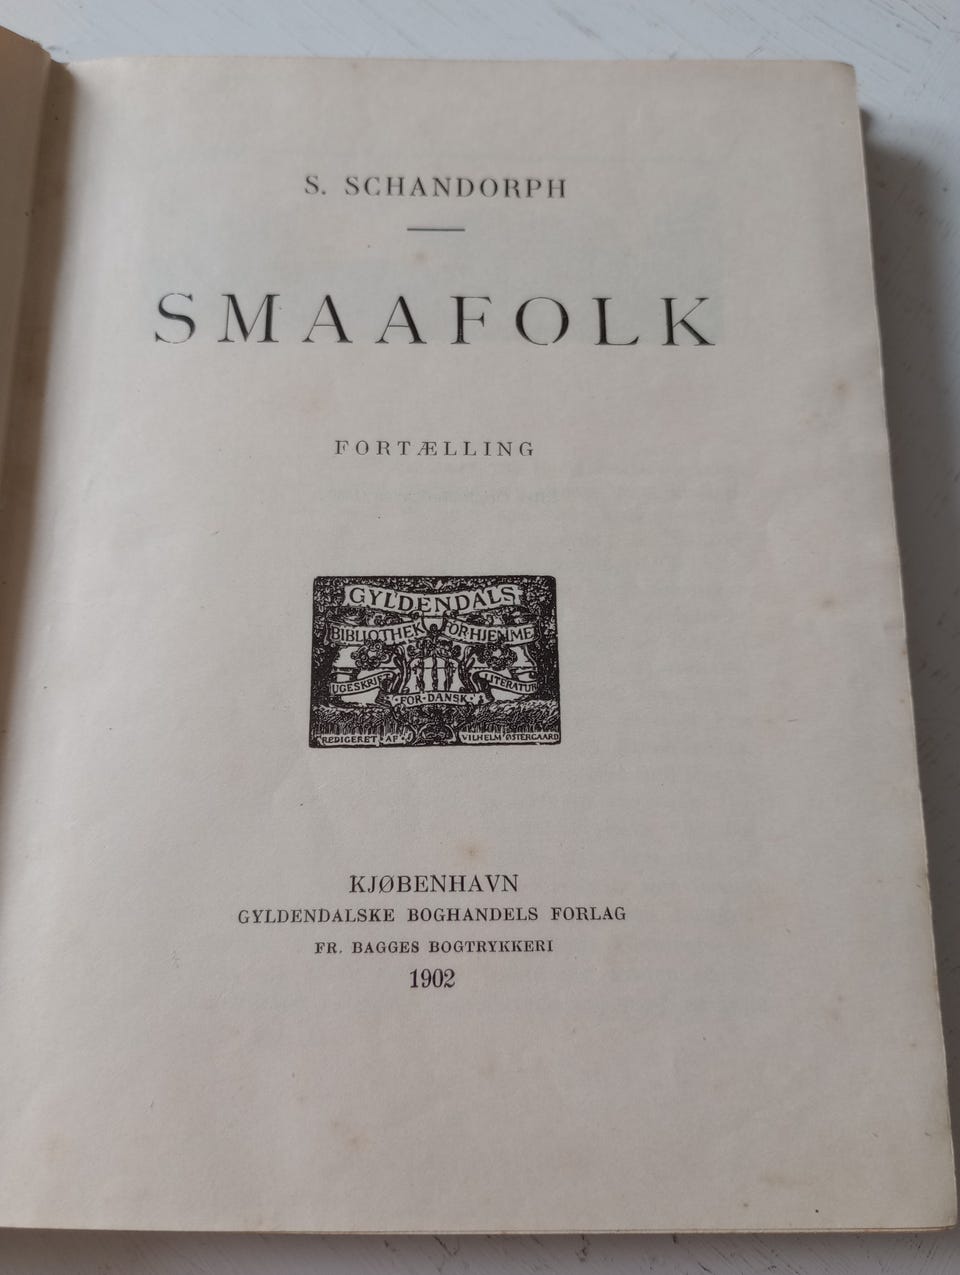 S. SCHANDORPH
SMAAFOLK
FORTÆLLING
GYLDENDALS
BIBLIOTHEK FOR HJEMME
UGESKRIFT LITERATUR
·FOR·DANSK·
REDIGERET·AF· VILHELM ØSTERGAARD
KJØBENHAVN
GYLDENDALSKE BOGHANDELS FORLAG
FR. BAGGES BOGTRYKKERI
1902